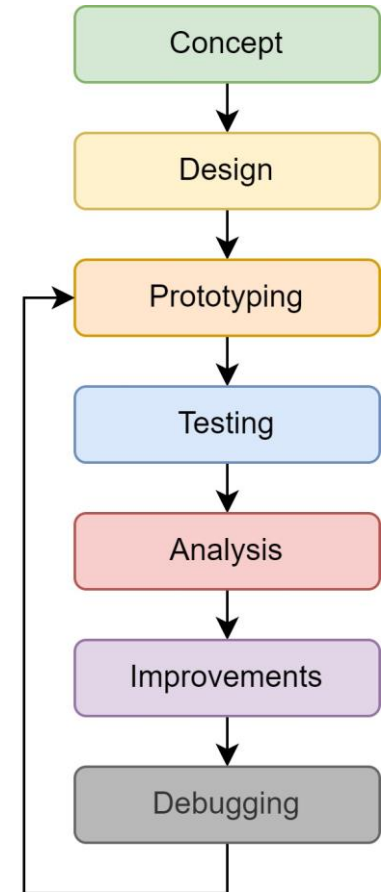 Concept
Design
Prototyping
Testing
Analysis
Improvements
Debugging